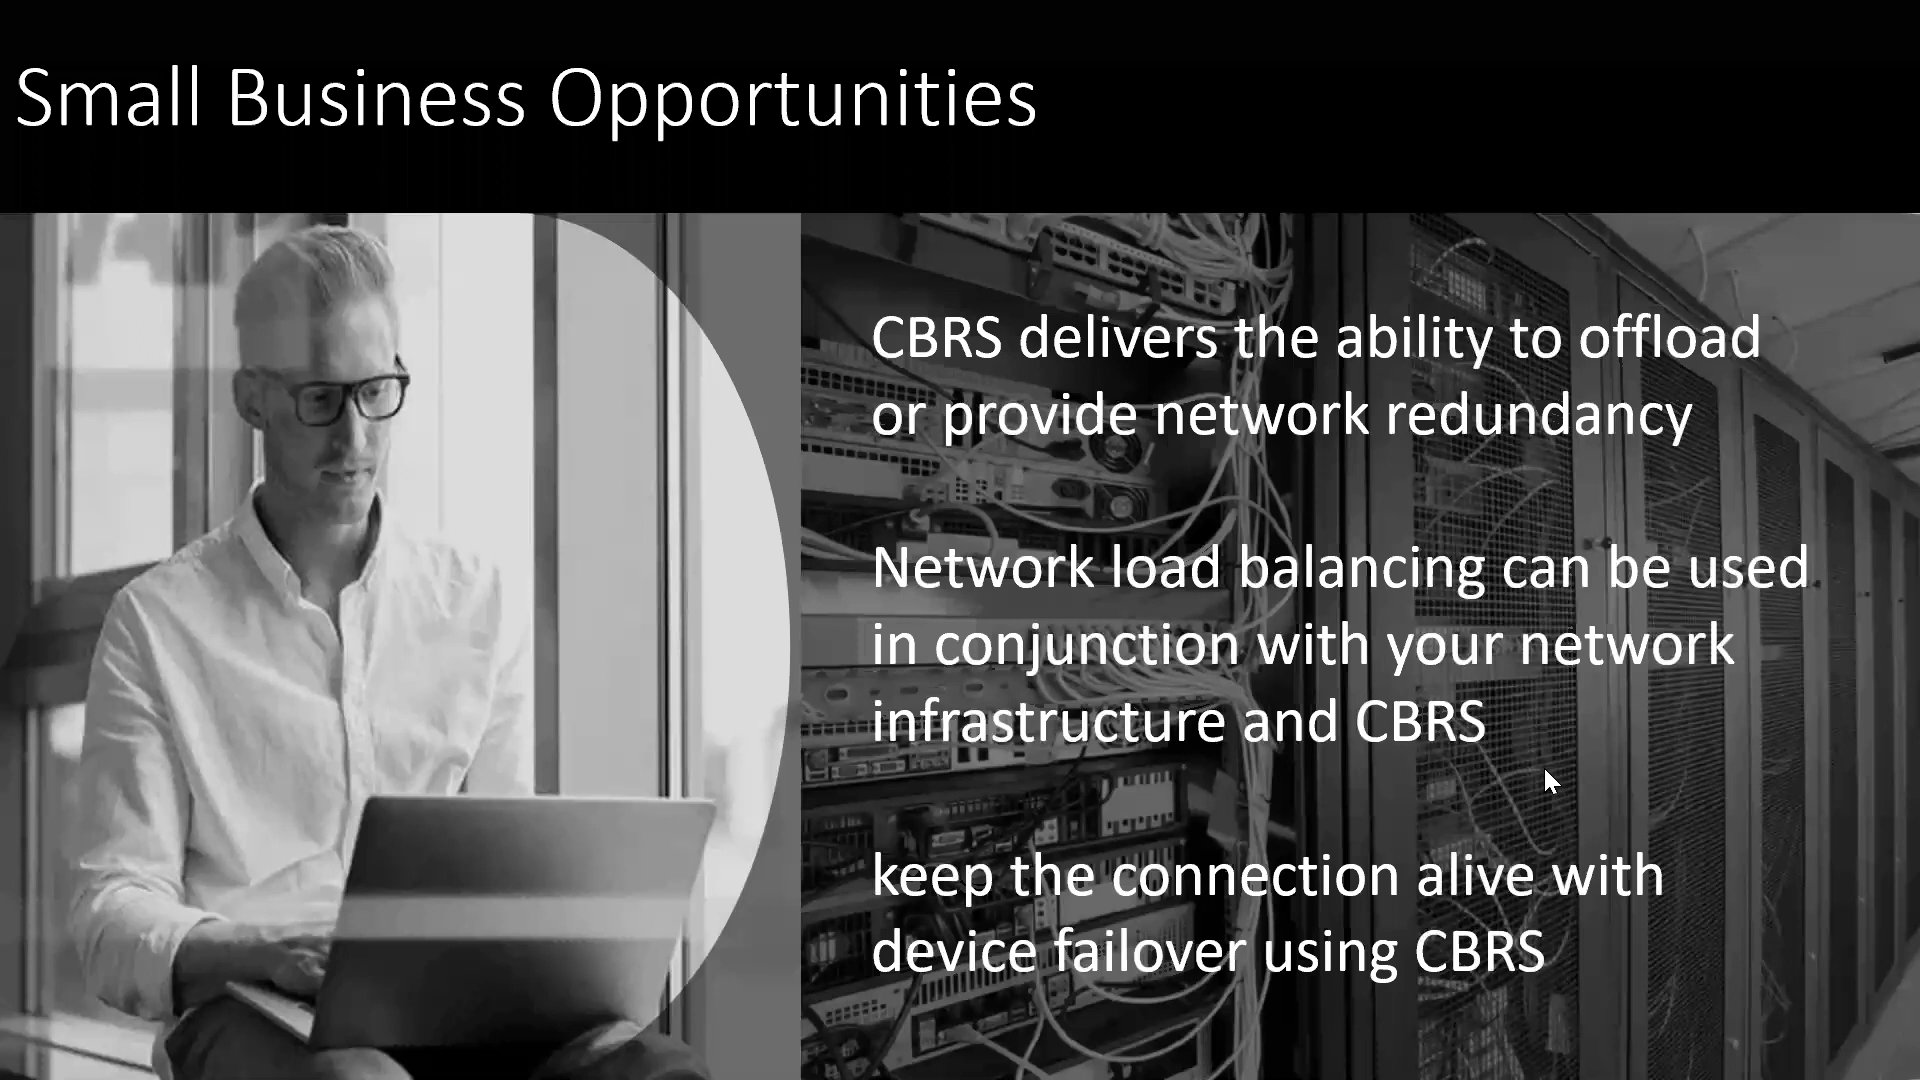 Small Business Opportunities
CBRS delivers the ability to offload
or provide network redundancy
Network load balancing can be used
in conjunction with your network
infrastructure and CBRS
keep the connection alive with
device failover using CBRS